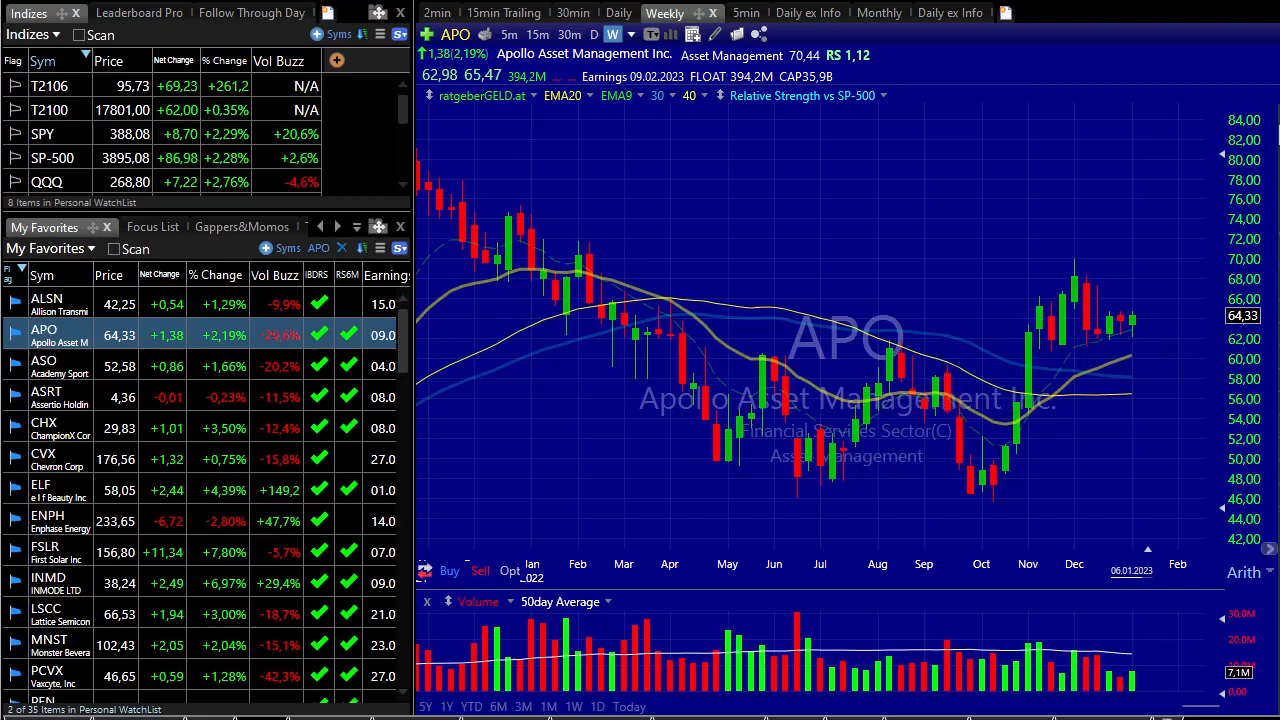 Indizes Leaderboard Pro Follow Through Day
Indizes Scan Syms
Flag Sym Price Net Change % Change Vol Buzz
T2106 95,73 +69,23 +261,2 N/A
T2100 17801,00 +62,00 +0,35% N/A
SPY 388,08 +8,70 +2,29% +20,6%
SP-500 3895,08 +86,98 +2,28% +2,6%
QQQ 268,80 +7,22 +2,76% -4,6%
8 Items in Personal WatchList
My Favorites Focus List Gappers&Momos
My Favorites Scan Syms APO
Flag Sym Price Net Change % Change Vol Buzz IBDRS RS6M Earning
ALSN 42,25 +0,54 +1,29% -9,9% 15.0
Allison Transmi
APO 64,33 +1,38 +2,19% -29,6% 09.0
Apollo Asset M
ASO 52,58 +0,86 +1,66% -20,2% 04.0
Academy Sport
ASRT 4,36 -0,01 -0,23% -11,5% 08.0
Assertio Holdin
CHX 29,83 +1,01 +3,50% -12,4% 08.0
ChampionX Cor
CVX 176,56 +1,32 +0,75% -15,8% 27.0
Chevron Corp
ELF 58,05 +2,44 +4,39% +149,2 01.0
e l f Beauty Inc
ENPH 233,65 -6,72 -2,80% +47,7% 14.0
Enphase Energy
FSLR 156,80 +11,34 +7,80% -5,7% 07.0
First Solar Inc
INMD 38,24 +2,49 +6,97% +29,4% 09.0
INMODE LTD
LSCC 66,53 +1,94 +3,00% -18,7% 21.0
Lattice Semicon
MNST 102,43 +2,05 +2,04% -15,1% 23.0
Monster Bevera
PCVX 46,65 +0,59 +1,28% -42,3% 27.0
Vaxcyte, Inc
PEN
2 of 35 Items in Personal WatchList
2min 15min Trailing 30min Daily Weekly 5min Daily ex Info Monthly Daily ex Info
APO 5m 15m 30m D W
1,38(2,19%) Apollo Asset Management Inc. Asset Management 70,44 RS 1,12
62,98 65,47 394,2M Earnings 09.02.2023 FLOAT 394,2M CAP35,9B
ratgeberGELD.at EMA20 EMA9 30 40 Relative Strength vs SP-500
84,00
82,00
80,00
78,00
76,00
74,00
72,00
70,00
68,00
66,00
64,33
62,00
60,00
58,00
56,00
54,00
52,00
50,00
48,00
46,00
44,00
42,00
APO
Apollo Asset Management Inc.
Financial Services Sector(C)
Asset Management
Jan Feb Mar Apr May Jun Jul Aug Sep Oct Nov Dec Feb
2022 06.01.2023
Buy Sell Opt Arith
x Volume 50day Average
30.0M
20.0M
10.0M
7,1M
0.00
5Y 1Y YTD 6M 3M 1M 1W 1D Today